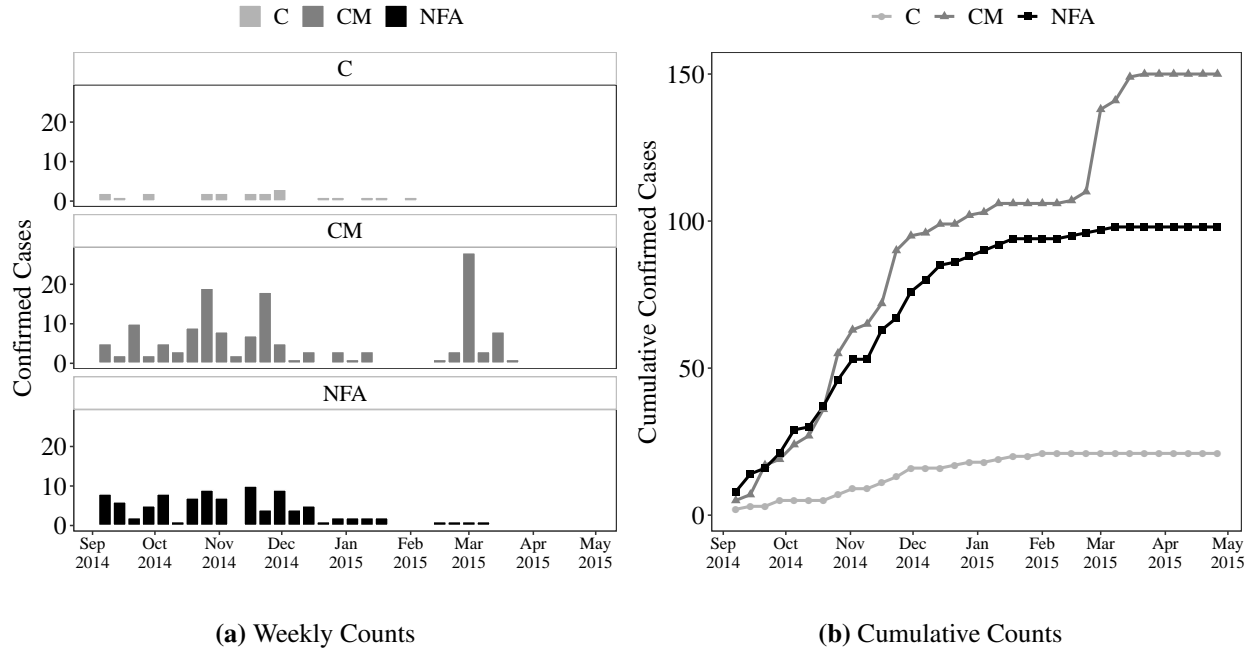 C CM NFA
C
20
10
0
CM
20
10
0
NFA
20
10
0
Confirmed Cases
Sep Oct Nov Dec Jan Feb Mar Apr May
2014 2014 2014 2014 2015 2015 2015 2015 2015
(a) Weekly Counts
C CM NFA
150
100
50
0
Cumulative Confirmed Cases
Sep Oct Nov Dec Jan Feb Mar Apr May
2014 2014 2014 2014 2015 2015 2015 2015 2015
(b) Cumulative Counts